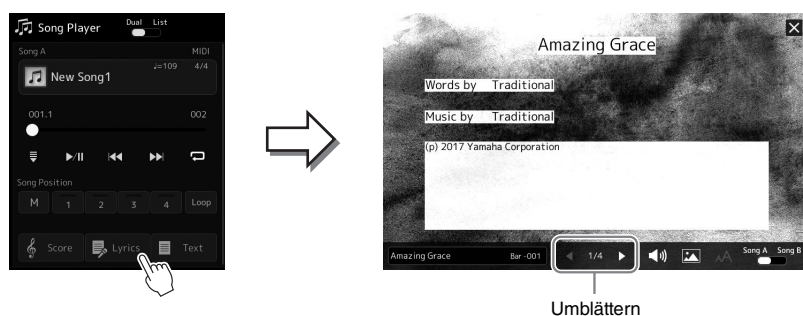 Song Player
Dual List
Song A MIDI
New Song1
♩=109 4/4
001.1 002
Song Position
M 1 2 3 4 Loop
Score Lyrics Text
Amazing Grace
Words by Traditional
Music by Traditional
(p) 2017 Yamaha Corporation
Amazing Grace Bar -001
1/4
A A
Song A Song B
Umblättern